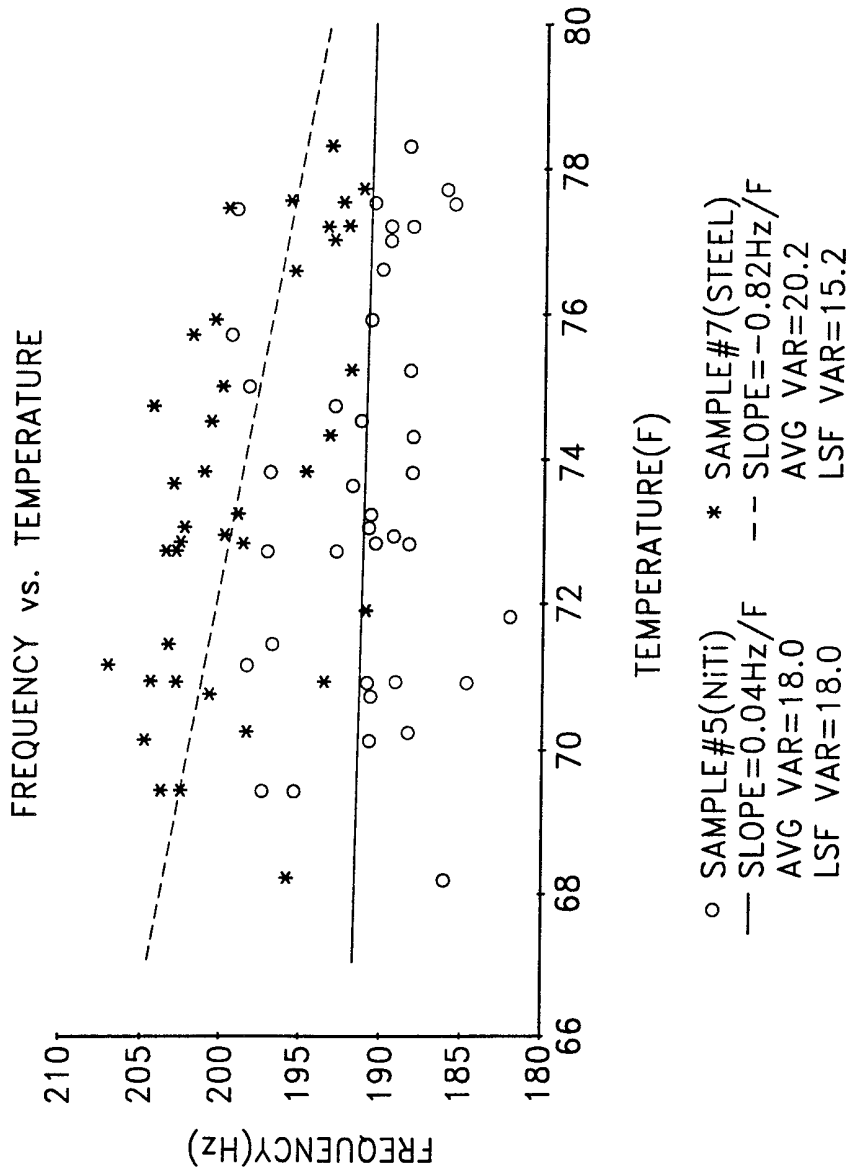 FREQUENCY vs. TEMPERATURE
FREQUENCY(Hz)
210
205
200
195
190
185
180
66
68
70
72
74
76
78
80
TEMPERATURE(F)
o SAMPLE#5(NiTi)
— SLOPE=0.04Hz/F
AVG VAR=18.0
LSF VAR=18.0
* SAMPLE#7(STEEL)
-- SLOPE=-0.82Hz/F
AVG VAR=20.2
LSF VAR=15.2